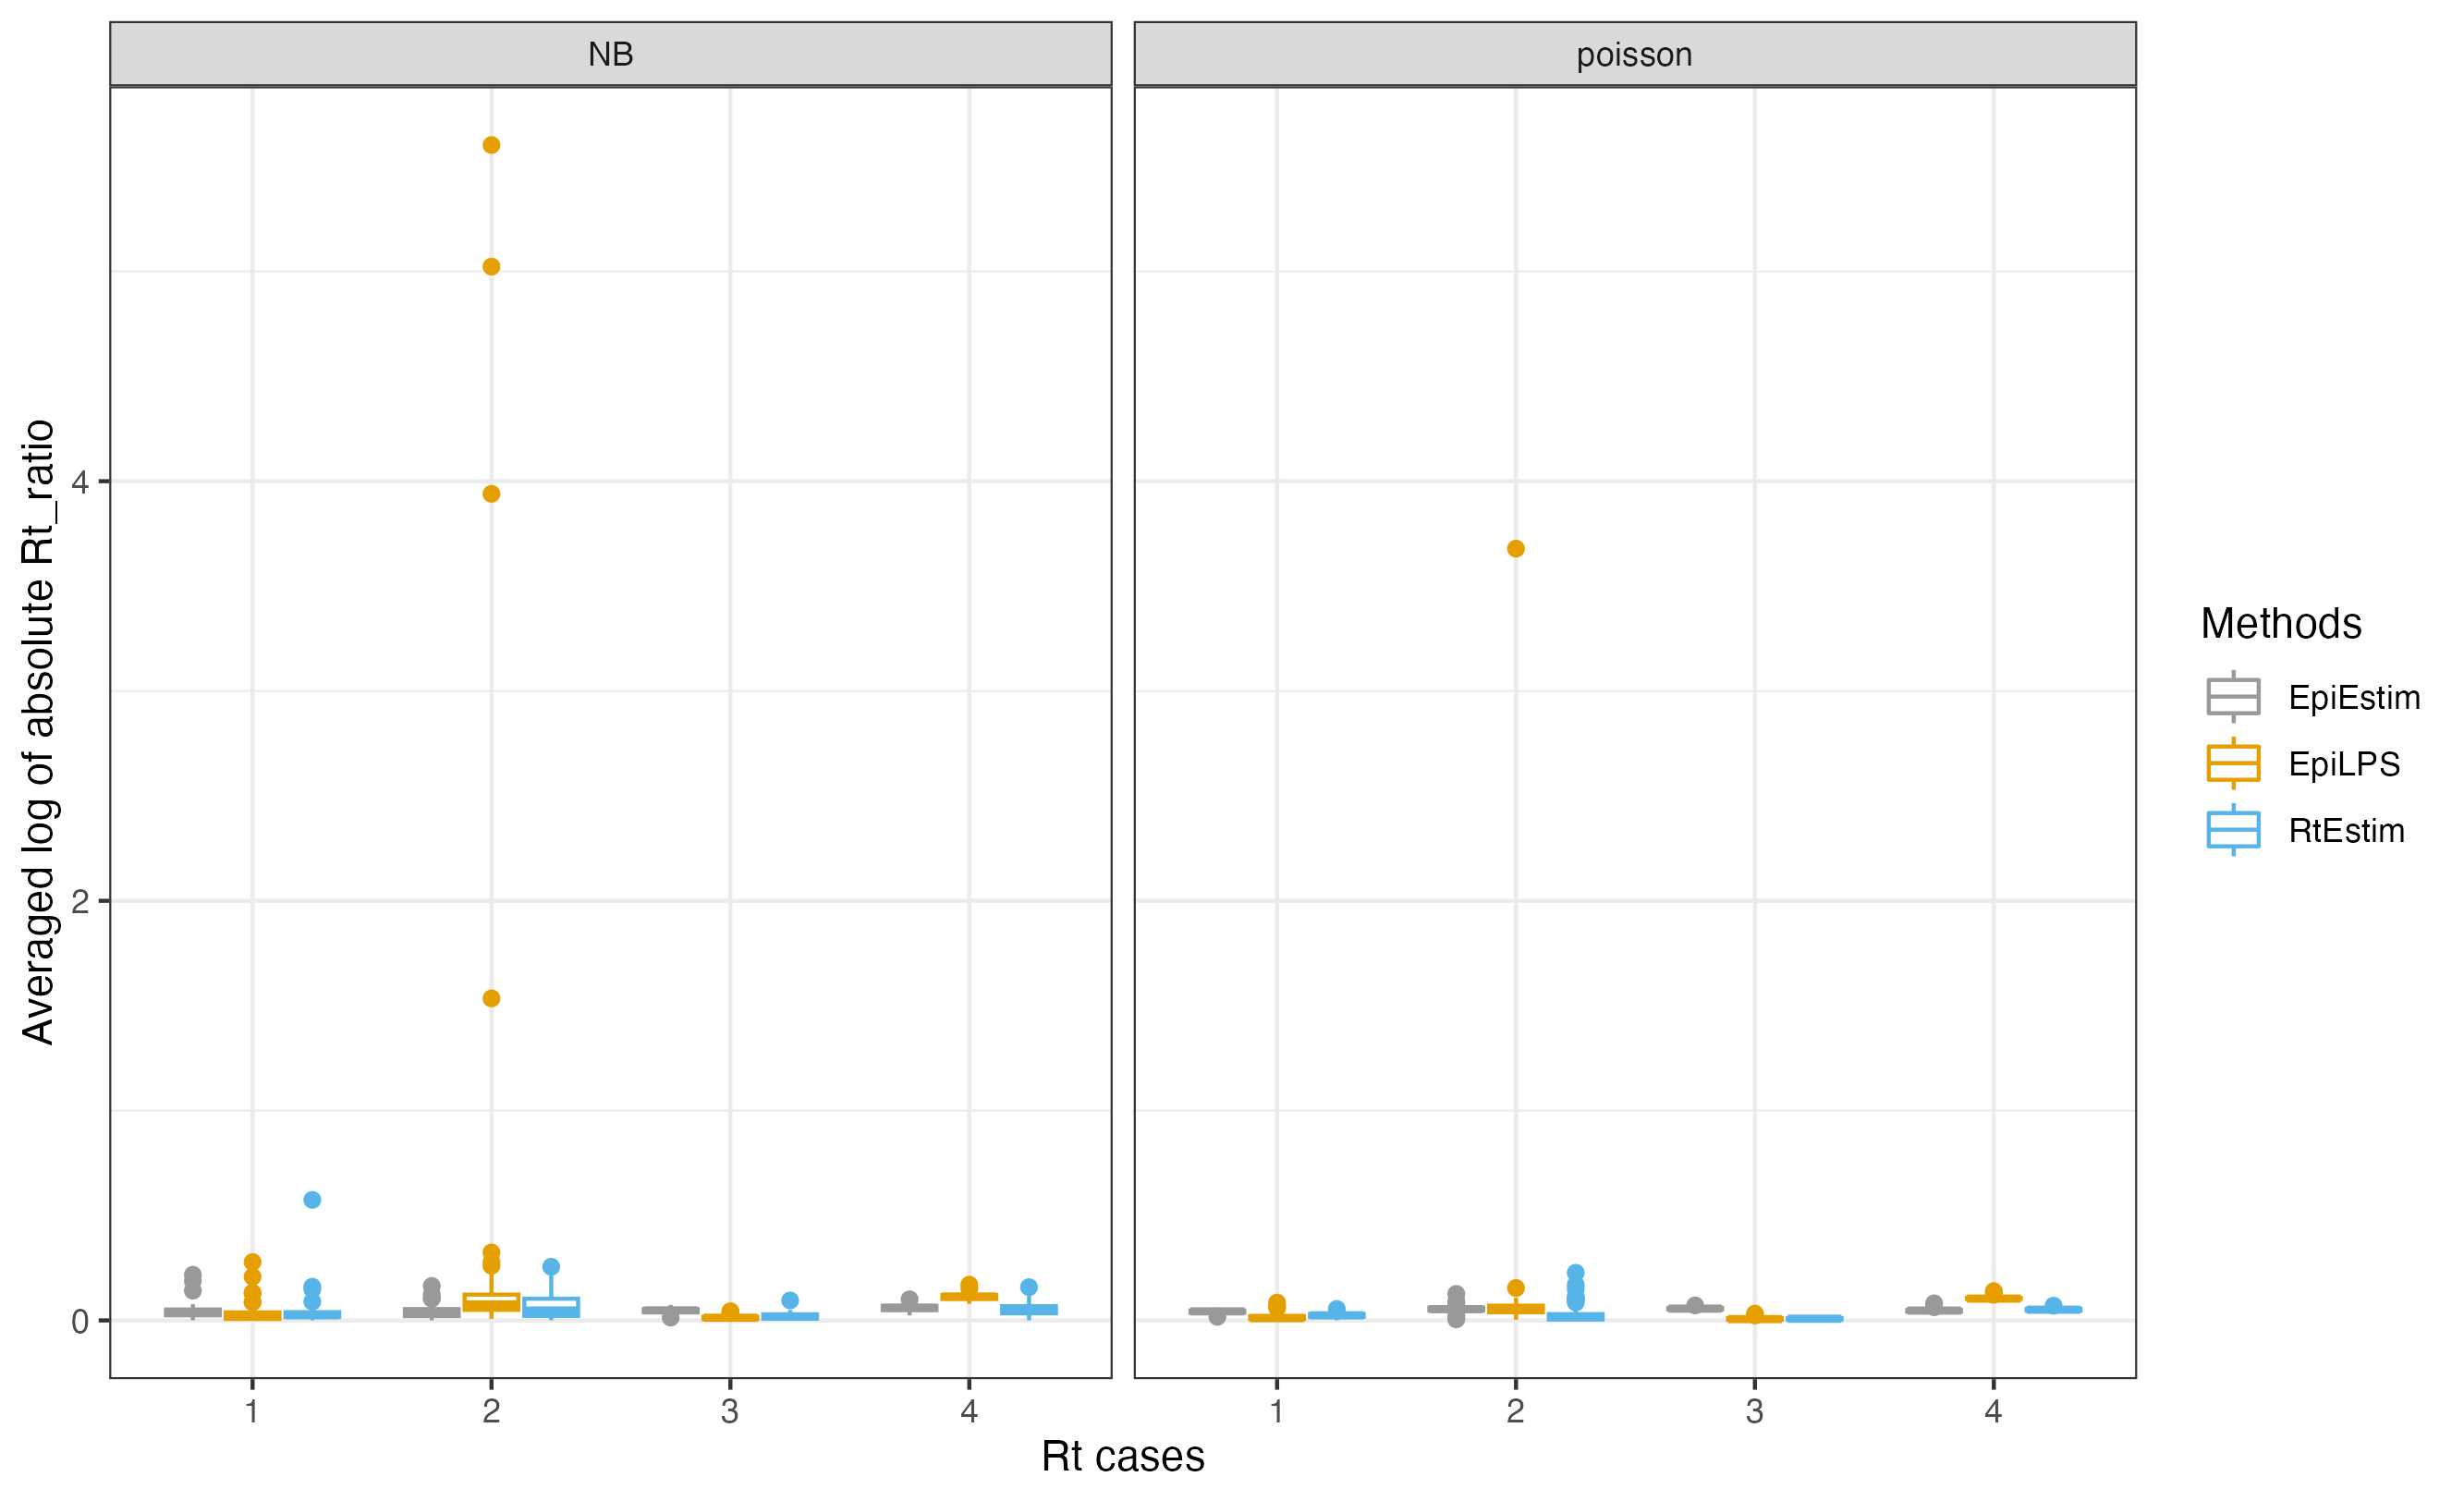 NB
poisson
Averaged log of absolute Rt_ratio
4
2
0
1 2 3 4
1 2 3 4
Rt cases
Methods
EpiEstim
EpiLPS
RtEstim